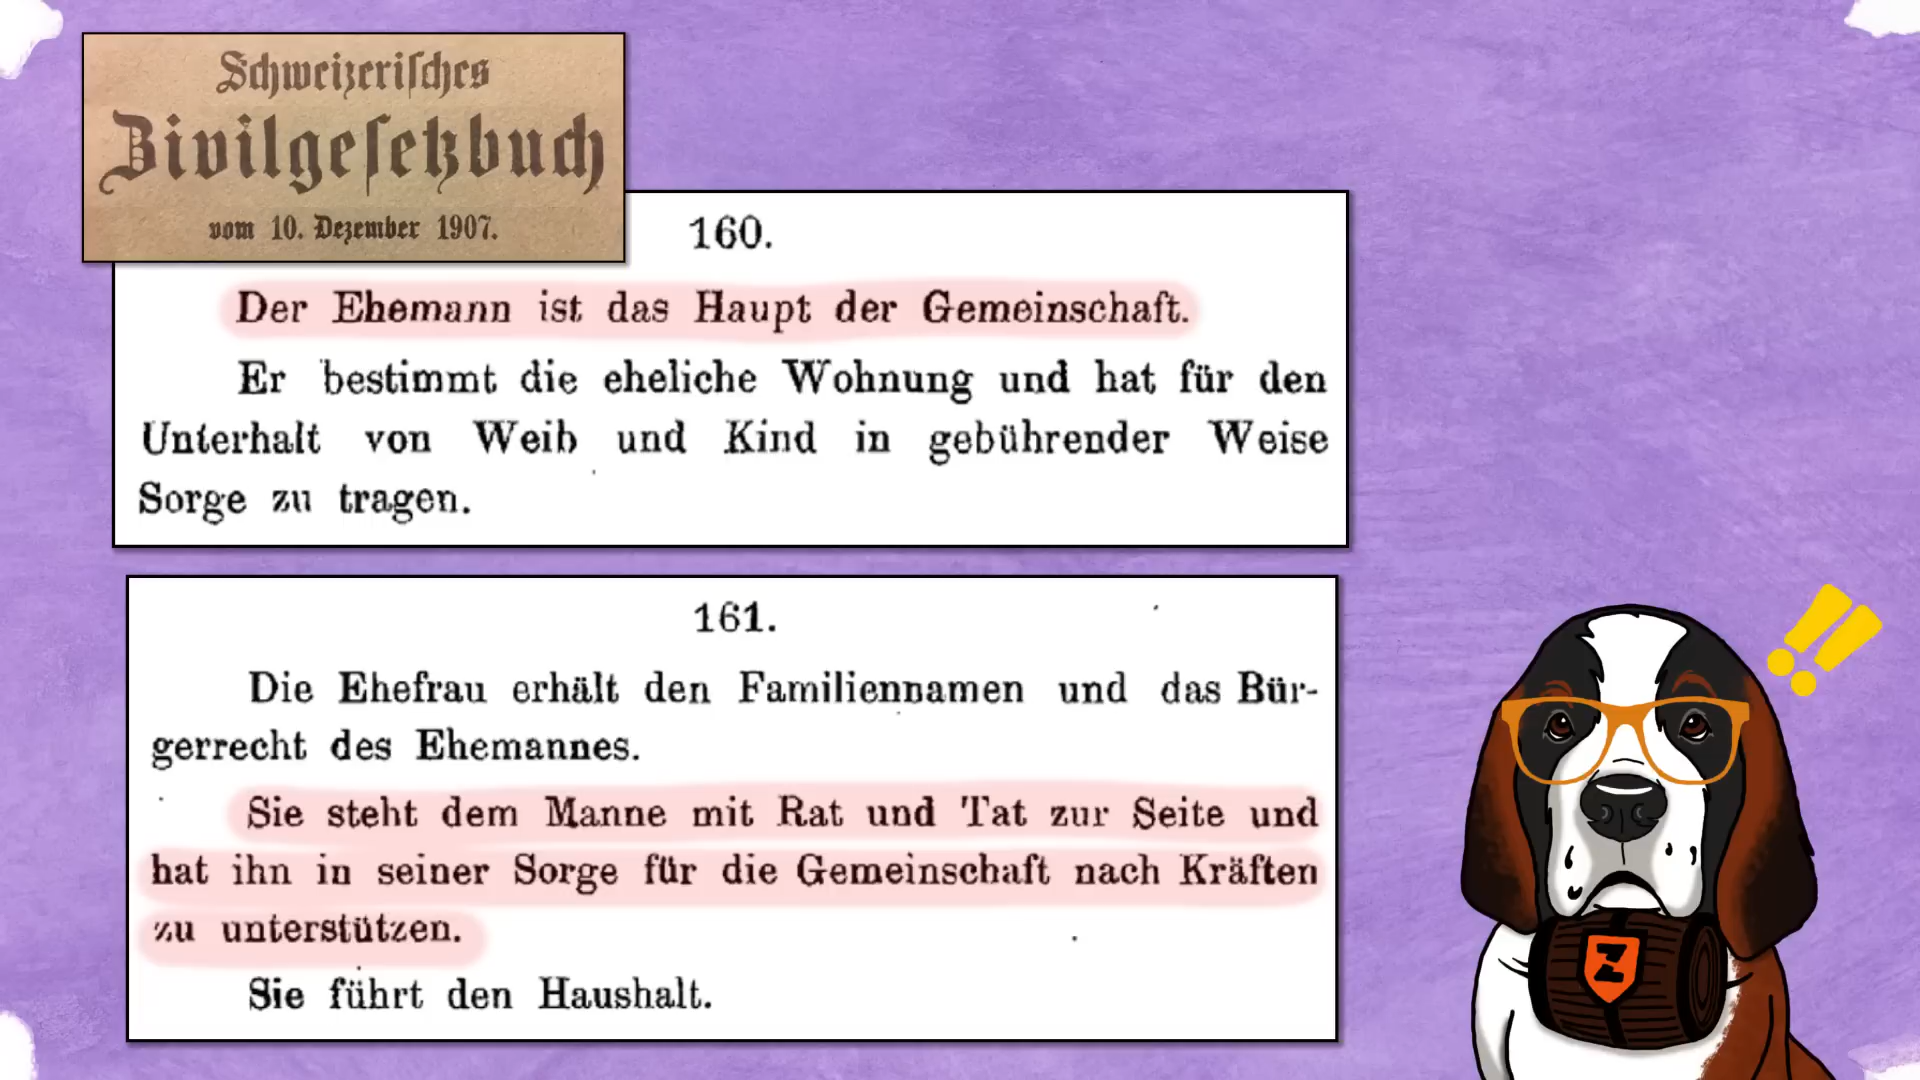 Schweizerisches
Zivilgesetzbuch
vom 10. Dezember 1907.
160.
Der Ehemann ist das Haupt der Gemeinschaft.
Er bestimmt die eheliche Wohnung und hat für den
Unterhalt von Weib und Kind in gebührender Weise
Sorge zu tragen.
161.
Die Ehefrau erhält den Familiennamen und das Bür-
gerrecht des Ehemannes.
Sie steht dem Manne mit Rat und Tat zur Seite und
hat ihn in seiner Sorge für die Gemeinschaft nach Kräften
zu unterstützen.
Sie führt den Haushalt.
!!
Z